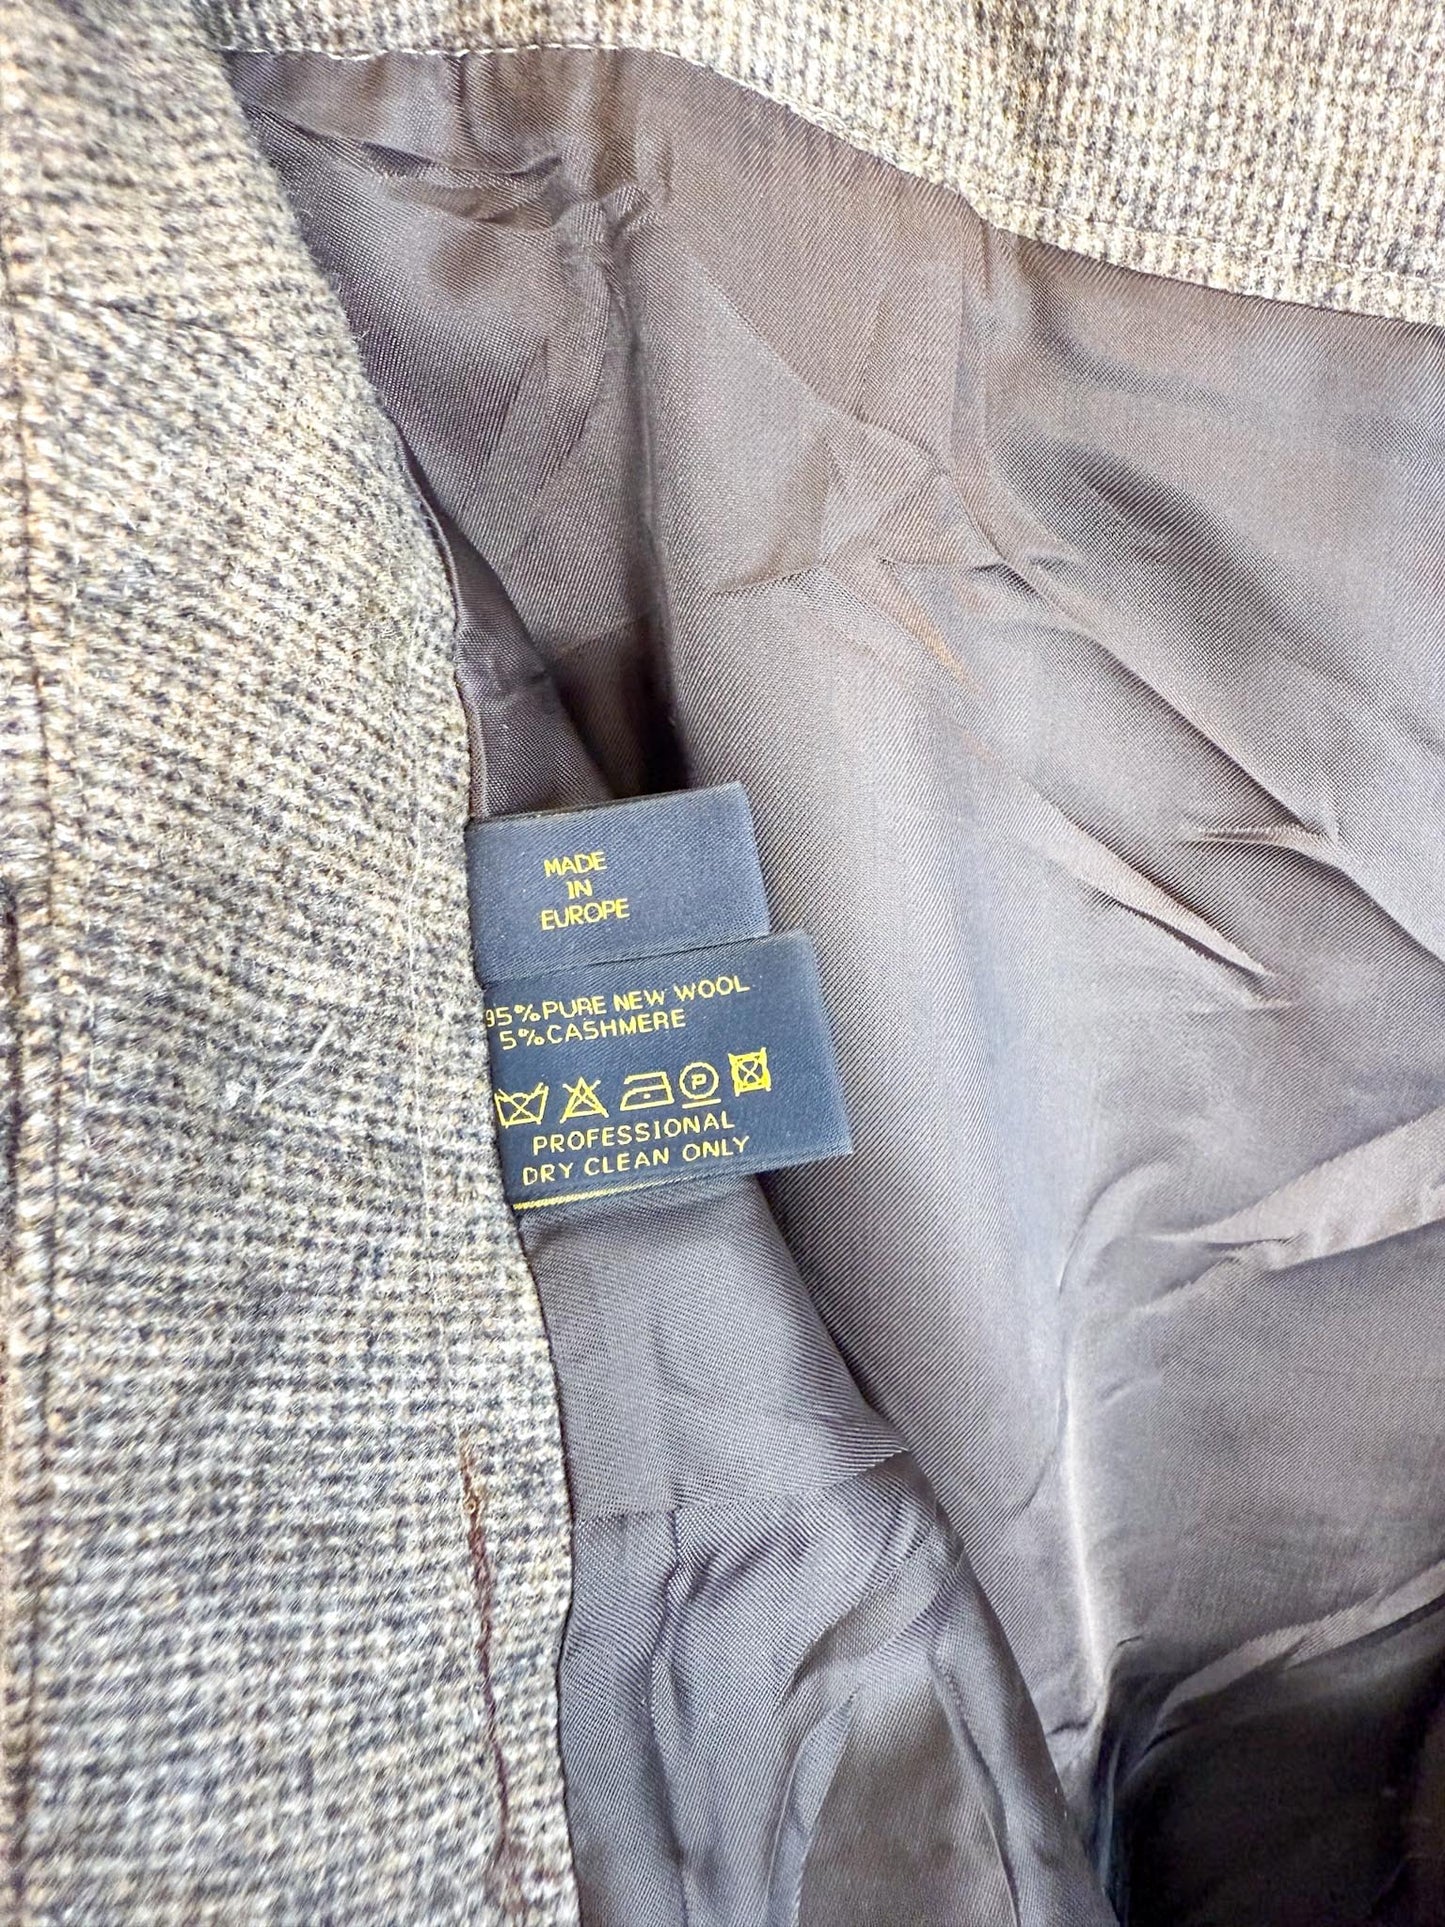 MADE
IN
EUROPE
95%PURE NEW WOOL
5%CASHMERE
P
PROFESSIONAL
DRY CLEAN ONLY